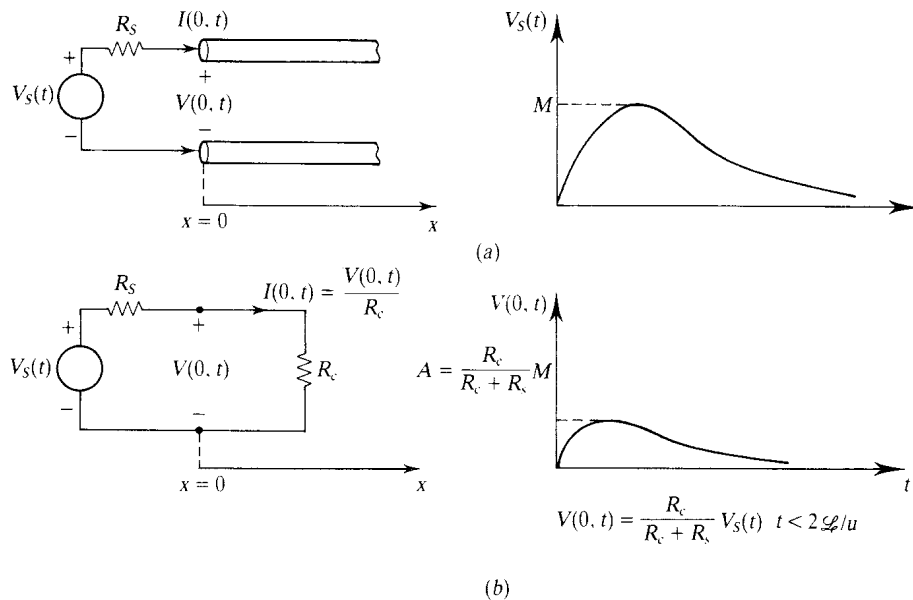 R_S I(0, t)
+ +
V_S(t) V(0, t)
− −
x = 0 x
V_S(t)
M
(a)
R_S I(0, t) = V(0, t) / R_c
+ +
V_S(t) V(0, t) R_c
− −
x = 0 x
V(0, t)
A = R_c / (R_c + R_s) M
t
V(0, t) = R_c / (R_c + R_s) V_S(t) t < 2ℒ/u
(b)